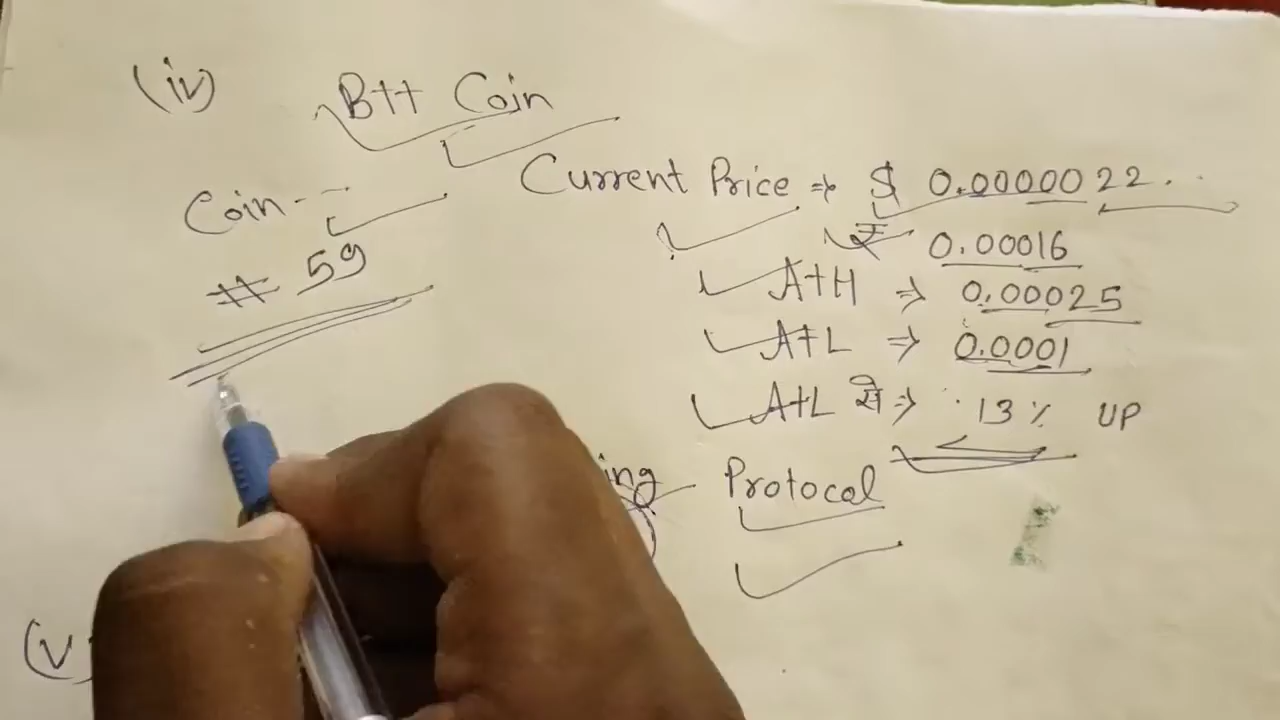 (iv) Btt Coin
Coin
# 59
Current Price ⇒ $ 0.0000022..
₹ 0.00016
AtH ⇒ 0.00025
AtL ⇒ 0.0001
AtL से ⇒ 13% UP
Protocal
(v)